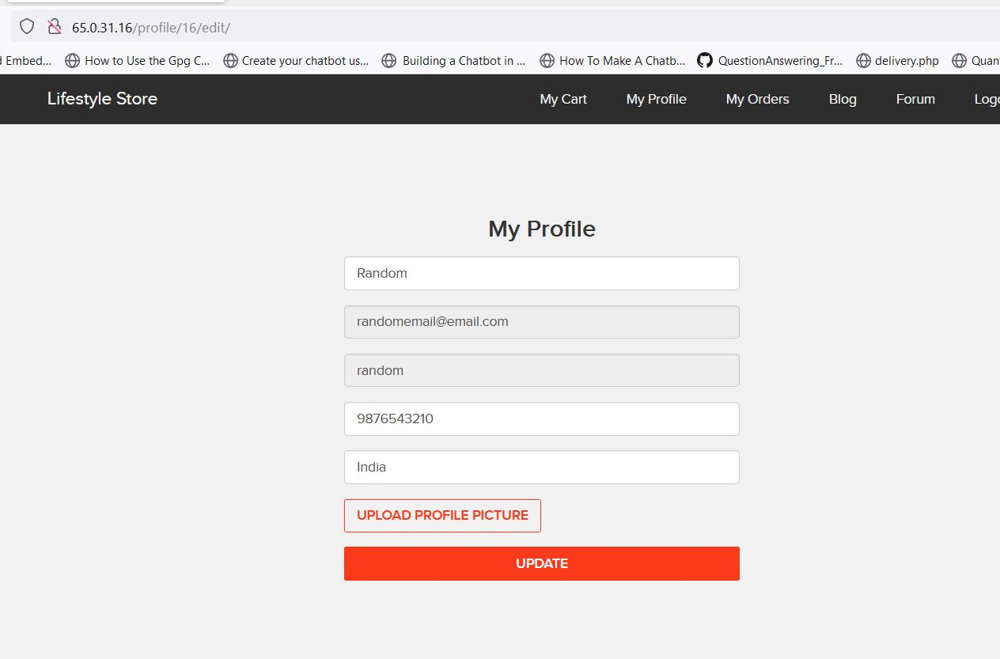 65.0.31.16/profile/16/edit/
Embed... How to Use the Gpg C... Create your chatbot us... Building a Chatbot in ... How To Make A Chatb... QuestionAnswering_Fr... delivery.php Quan
Lifestyle Store My Cart My Profile My Orders Blog Forum Logo
My Profile
Random
randomemail@email.com
random
9876543210
India
UPLOAD PROFILE PICTURE
UPDATE